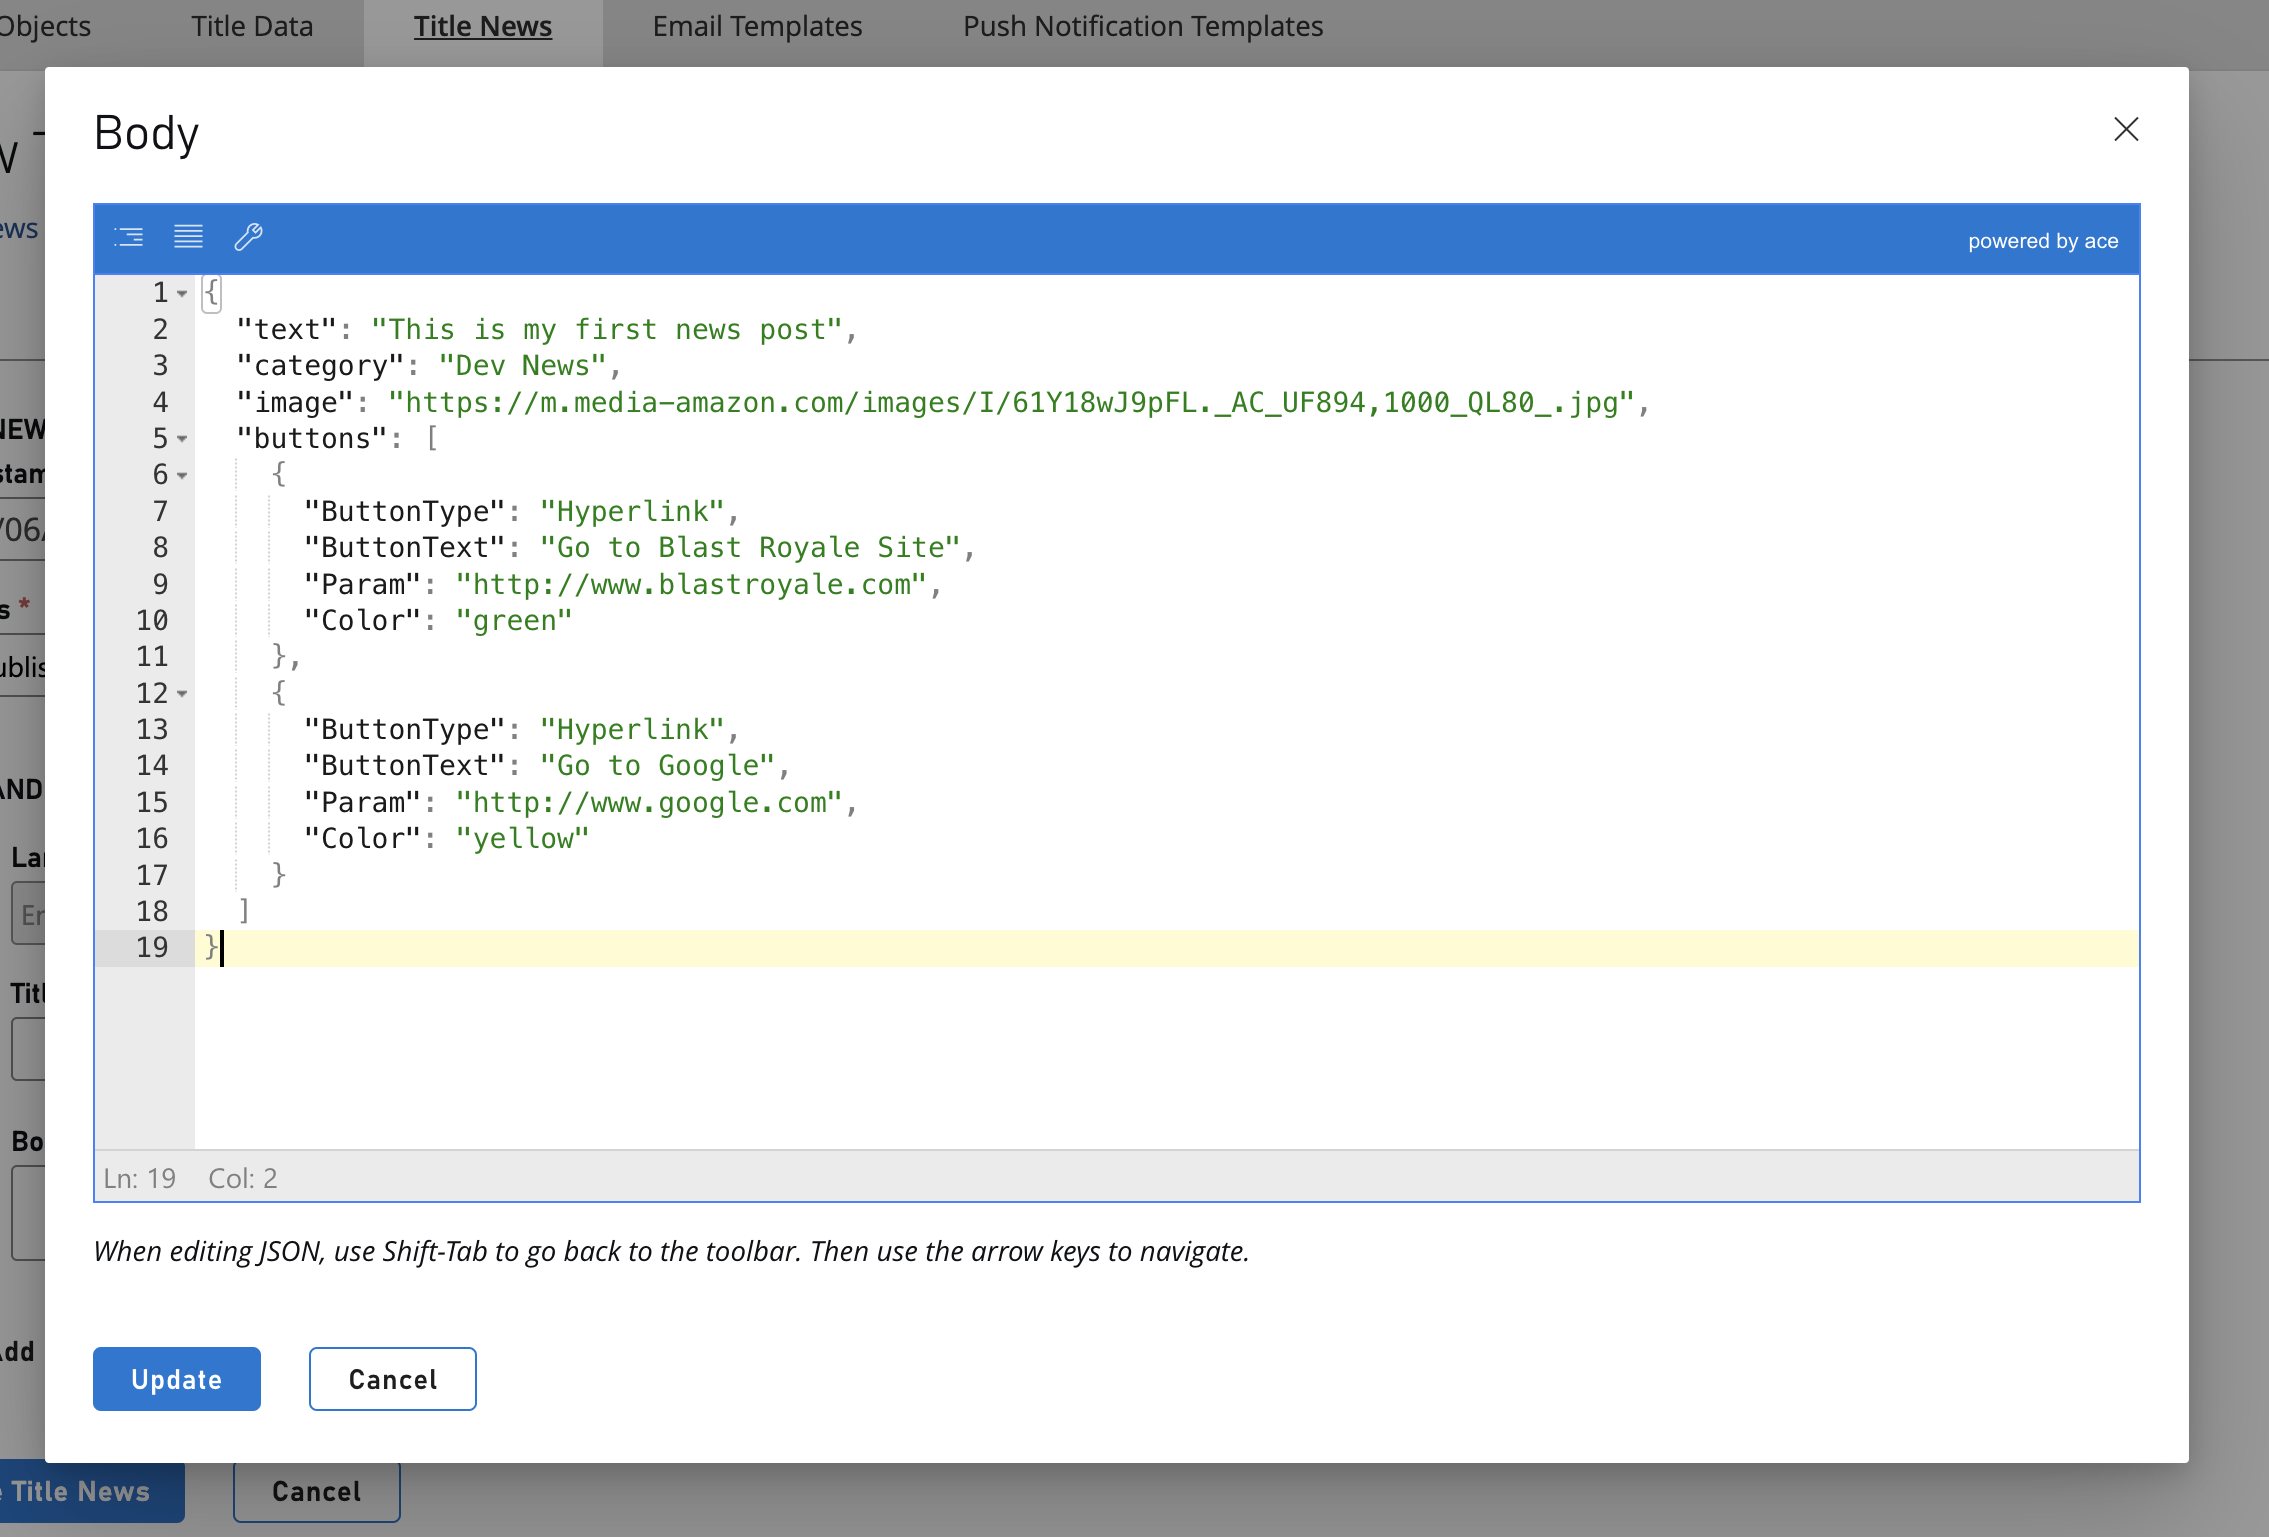 Objects Title Data Title News Email Templates Push Notification Templates
Body
ews
powered by ace
1 {
2 "text": "This is my first news post",
3 "category": "Dev News",
4 "image": "https://m.media-amazon.com/images/I/61Y18wJ9pFL._AC_UF894,1000_QL80_.jpg",
5 "buttons": [
6 {
7 "ButtonType": "Hyperlink",
8 "ButtonText": "Go to Blast Royale Site",
9 "Param": "http://www.blastroyale.com",
10 "Color": "green"
11 },
12 {
13 "ButtonType": "Hyperlink",
14 "ButtonText": "Go to Google",
15 "Param": "http://www.google.com",
16 "Color": "yellow"
17 }
18 ]
19 }
Ln: 19 Col: 2
When editing JSON, use Shift-Tab to go back to the toolbar. Then use the arrow keys to navigate.
Update Cancel
Title News Cancel